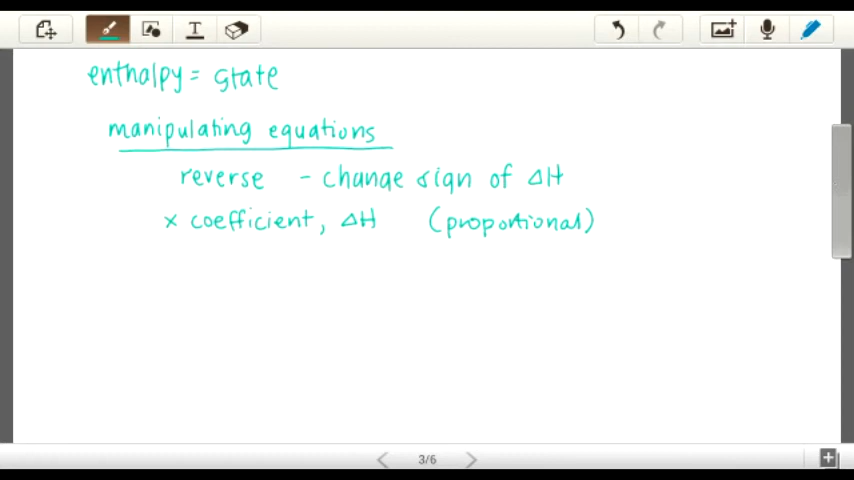 enthalpy = state
manipulating equations
reverse - change sign of ΔH
x coefficient, ΔH (proportional)
3/6